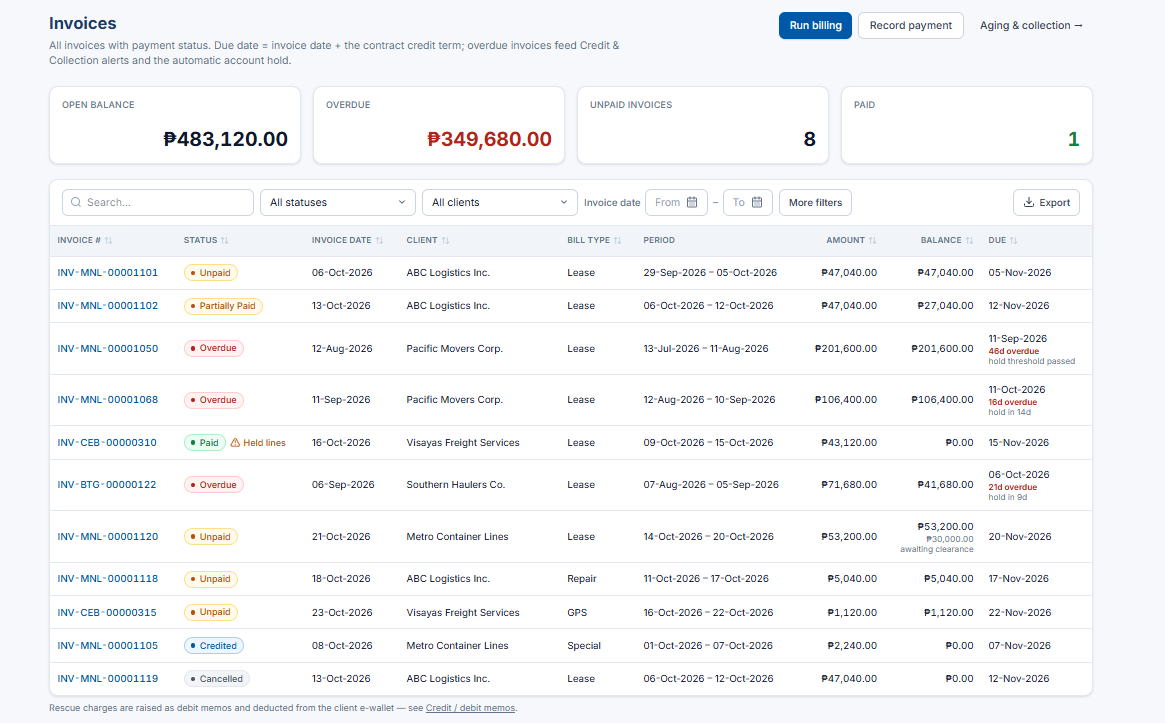 Invoices
Run billing
Record payment
Aging & collection →
All invoices with payment status. Due date = invoice date + the contract credit term; overdue invoices feed Credit &
Collection alerts and the automatic account hold.
OPEN BALANCE
₱483,120.00
OVERDUE
₱349,680.00
UNPAID INVOICES
8
PAID
1
Search...
All statuses
All clients
Invoice date
From
–
To
More filters
Export
INVOICE # STATUS INVOICE DATE CLIENT BILL TYPE PERIOD AMOUNT BALANCE DUE
INV-MNL-00001101 Unpaid 06-Oct-2026 ABC Logistics Inc. Lease 29-Sep-2026 – 05-Oct-2026 ₱47,040.00 ₱47,040.00 05-Nov-2026
INV-MNL-00001102 Partially Paid 13-Oct-2026 ABC Logistics Inc. Lease 06-Oct-2026 – 12-Oct-2026 ₱47,040.00 ₱27,040.00 12-Nov-2026
INV-MNL-00001050 Overdue 12-Aug-2026 Pacific Movers Corp. Lease 13-Jul-2026 – 11-Aug-2026 ₱201,600.00 ₱201,600.00 11-Sep-2026
46d overdue
hold threshold passed
INV-MNL-00001068 Overdue 11-Sep-2026 Pacific Movers Corp. Lease 12-Aug-2026 – 10-Sep-2026 ₱106,400.00 ₱106,400.00 11-Oct-2026
16d overdue
hold in 14d
INV-CEB-00000310 Paid Held lines 16-Oct-2026 Visayas Freight Services Lease 09-Oct-2026 – 15-Oct-2026 ₱43,120.00 ₱0.00 15-Nov-2026
INV-BTG-00000122 Overdue 06-Sep-2026 Southern Haulers Co. Lease 07-Aug-2026 – 05-Sep-2026 ₱71,680.00 ₱41,680.00 06-Oct-2026
21d overdue
hold in 9d
INV-MNL-00001120 Unpaid 21-Oct-2026 Metro Container Lines Lease 14-Oct-2026 – 20-Oct-2026 ₱53,200.00 ₱53,200.00 20-Nov-2026
₱30,000.00
awaiting clearance
INV-MNL-00001118 Unpaid 18-Oct-2026 ABC Logistics Inc. Repair 11-Oct-2026 – 17-Oct-2026 ₱5,040.00 ₱5,040.00 17-Nov-2026
INV-CEB-00000315 Unpaid 23-Oct-2026 Visayas Freight Services GPS 16-Oct-2026 – 22-Oct-2026 ₱1,120.00 ₱1,120.00 22-Nov-2026
INV-MNL-00001105 Credited 08-Oct-2026 Metro Container Lines Special 01-Oct-2026 – 07-Oct-2026 ₱2,240.00 ₱0.00 07-Nov-2026
INV-MNL-00001119 Cancelled 13-Oct-2026 ABC Logistics Inc. Lease 06-Oct-2026 – 12-Oct-2026 ₱47,040.00 ₱0.00 12-Nov-2026
Rescue charges are raised as debit memos and deducted from the client e-wallet — see Credit / debit memos.